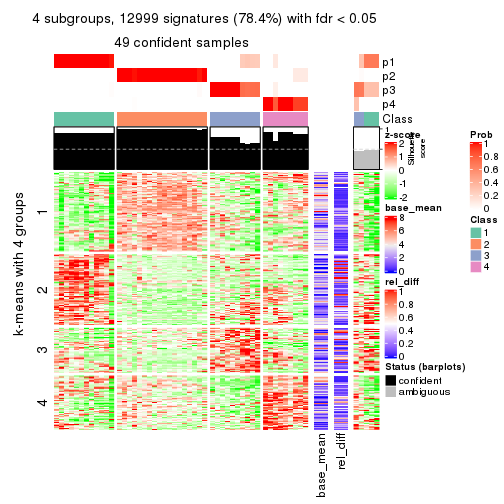 4 subgroups, 12999 signatures (78.4%) with fdr < 0.05
49 confident samples
p1
p2
p3
p4
Class
1
Silhouette
score
k-means with 4 groups
1
2
3
4
base_mean
rel_diff
z-score
2
1
0
-1
-2
base_mean
8
6
4
2
0
rel_diff
1
0.8
0.6
0.4
0.2
0
Status (barplots)
confident
ambiguous
Prob
1
0.8
0.6
0.4
0.2
0
Class
1
2
3
4